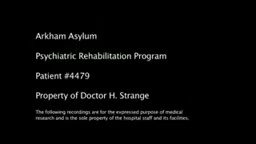 Arkham Asylum
Psychiatric Rehabilitation Program
Patient #4479
Property of Doctor H. Strange
The following recordings are for the expressed purpose of medical
research and is the sole property of the hospital staff and its facilities.